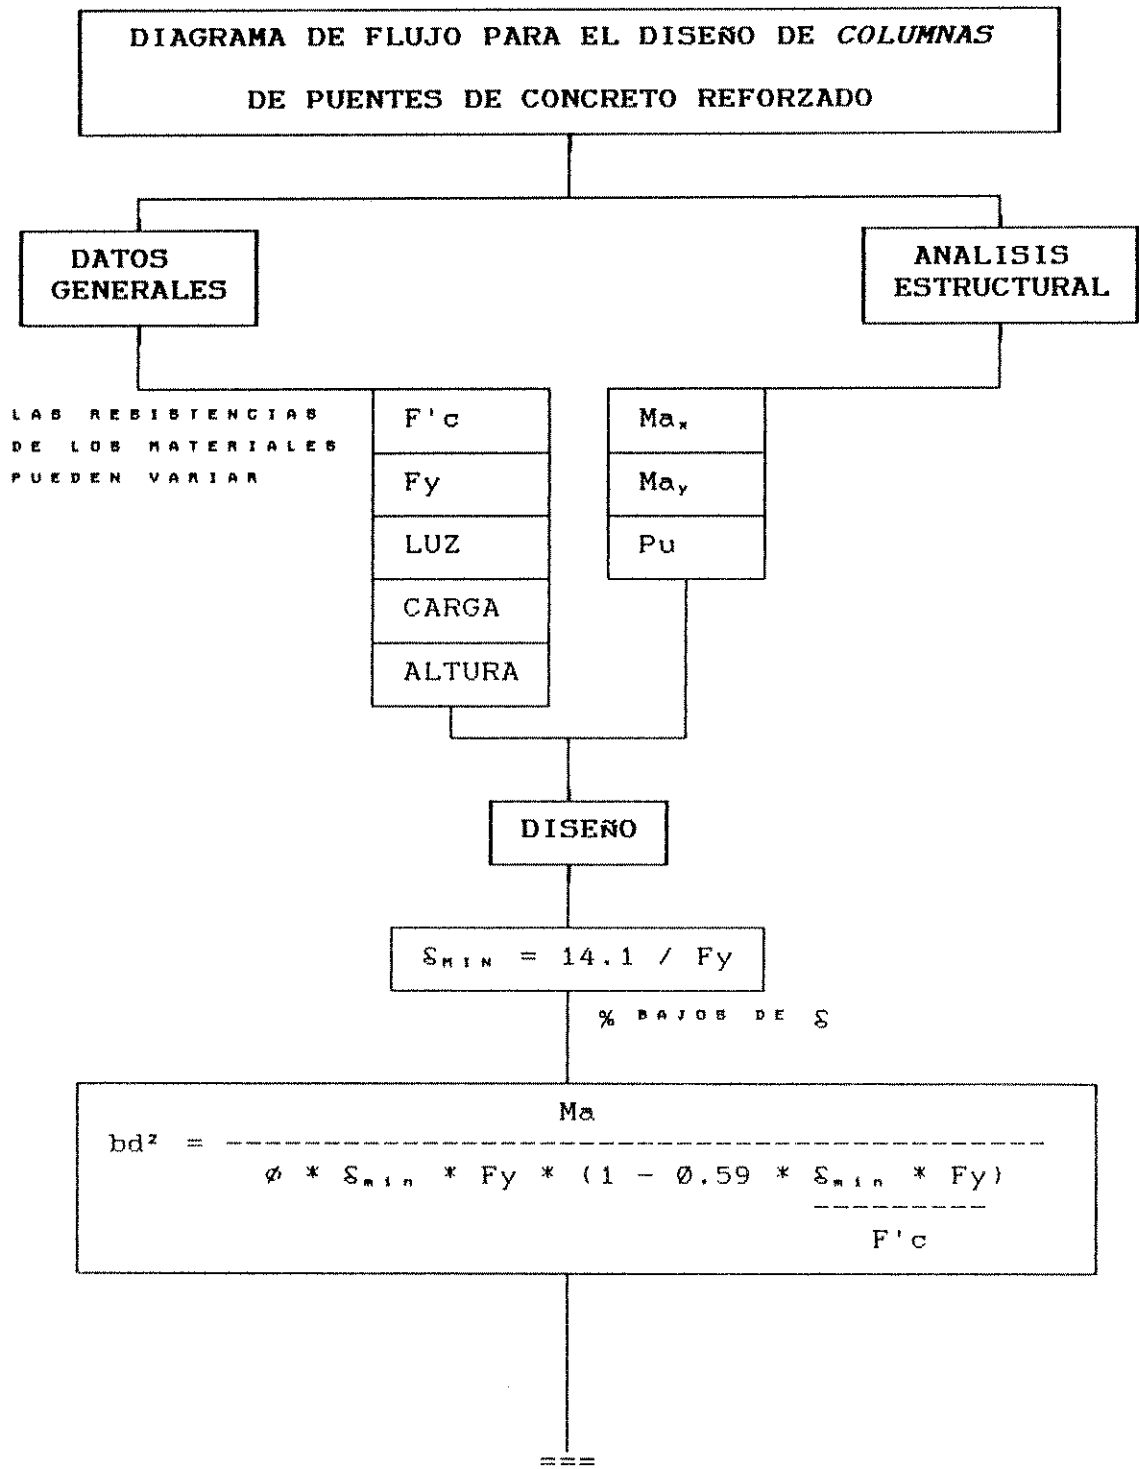 DIAGRAMA DE FLUJO PARA EL DISEÑO DE COLUMNAS
DE PUENTES DE CONCRETO REFORZADO
DATOS
GENERALES
ANALISIS
ESTRUCTURAL
LAS RESISTENCIAS
DE LOS MATERIALES
PUEDEN VARIAR
F'c
Fy
LUZ
CARGA
ALTURA
Maₓ
Maᵧ
Pu
DISEÑO
δMIN = 14.1 / Fy
% BAJOS DE δ
Ma
bd² = ---------------------------------------------
ø * δmin * Fy * (1 - 0.59 * δmin * Fy)
---------
F'c
===